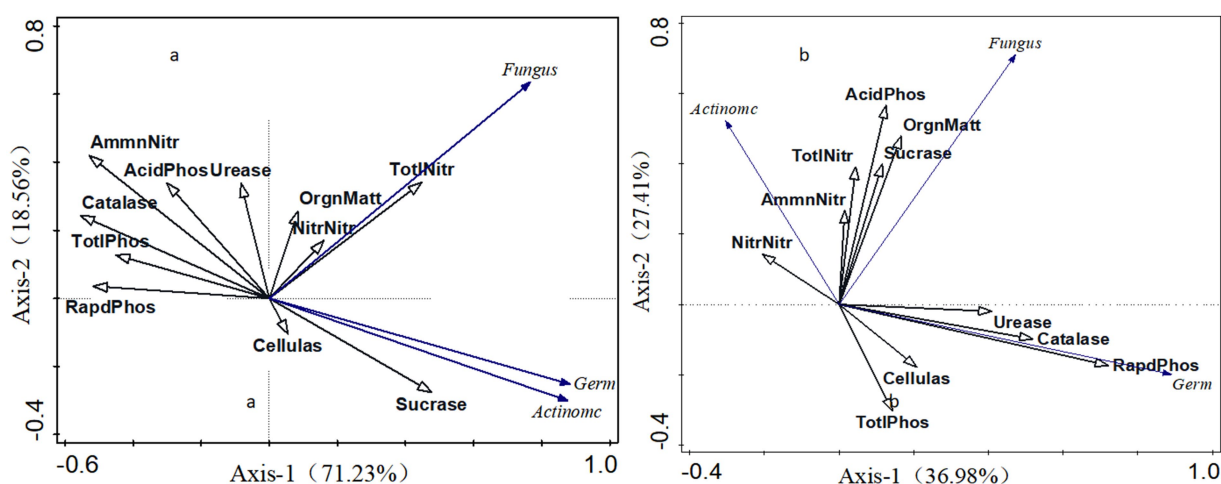 0.8
a
Fungus
AmmnNitr
AcidPhos Urease
TotlNitr
Catalase
OrgnMatt
NitrNitr
TotlPhos
RapdPhos
Cellulas
Germ
Actinomc
Sucrase
a
-0.4
-0.6
1.0
Axis-1（71.23%）
Axis-2（18.56%）
0.8
b
Fungus
Actinomc
AcidPhos
OrgnMatt
TotlNitr
Sucrase
AmmnNitr
NitrNitr
Urease
Catalase
RapdPhos
Cellulas
Germ
b
TotlPhos
-0.4
-0.4
1.0
Axis-1（36.98%）
Axis-2（27.41%）